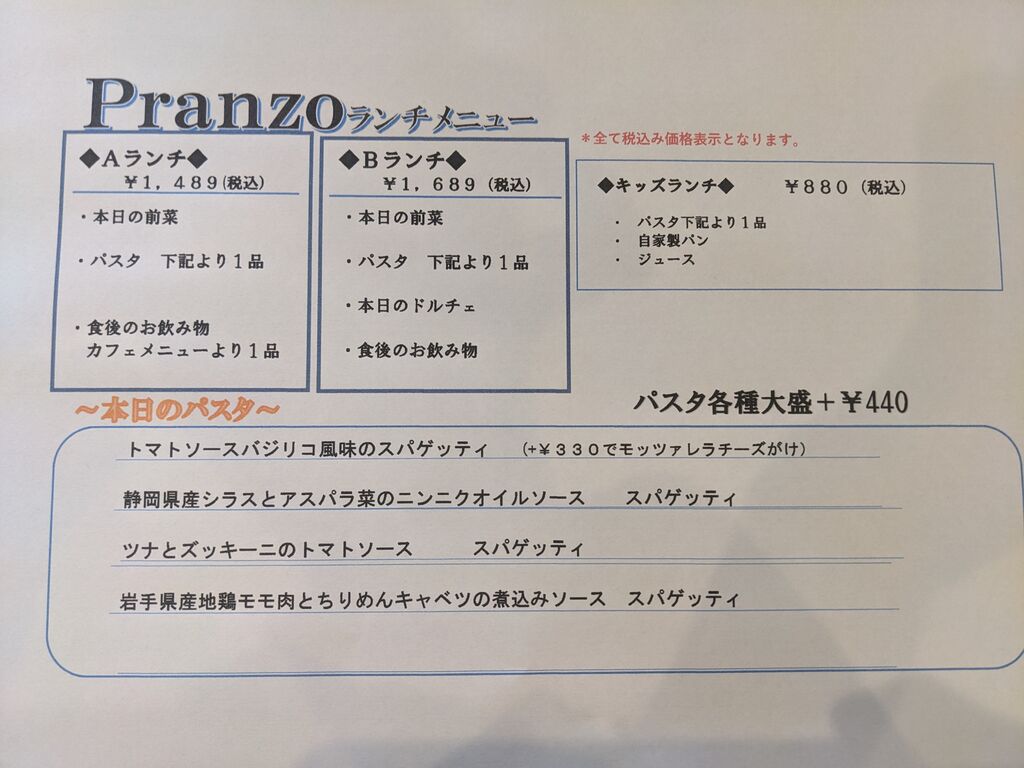 Pranzoランチメニュー
＊全て税込み価格表示となります。
◆Ａランチ◆
￥１，４８９(税込)
・本日の前菜
・パスタ　下記より１品
・食後のお飲み物
カフェメニューより１品
◆Ｂランチ◆
￥１，６８９（税込）
・本日の前菜
・パスタ　下記より１品
・本日のドルチェ
・食後のお飲み物
◆キッズランチ◆　　￥８８０（税込）
・　パスタ下記より１品
・　自家製パン
・　ジュース
～本日のパスタ～
パスタ各種大盛＋￥440
トマトソースバジリコ風味のスパゲッティ　（+￥３３０でモッツァレラチーズがけ）
静岡県産シラスとアスパラ菜のニンニクオイルソース　　スパゲッティ
ツナとズッキーニのトマトソース　　　スパゲッティ
岩手県産地鶏モモ肉とちりめんキャベツの煮込みソース　スパゲッティ